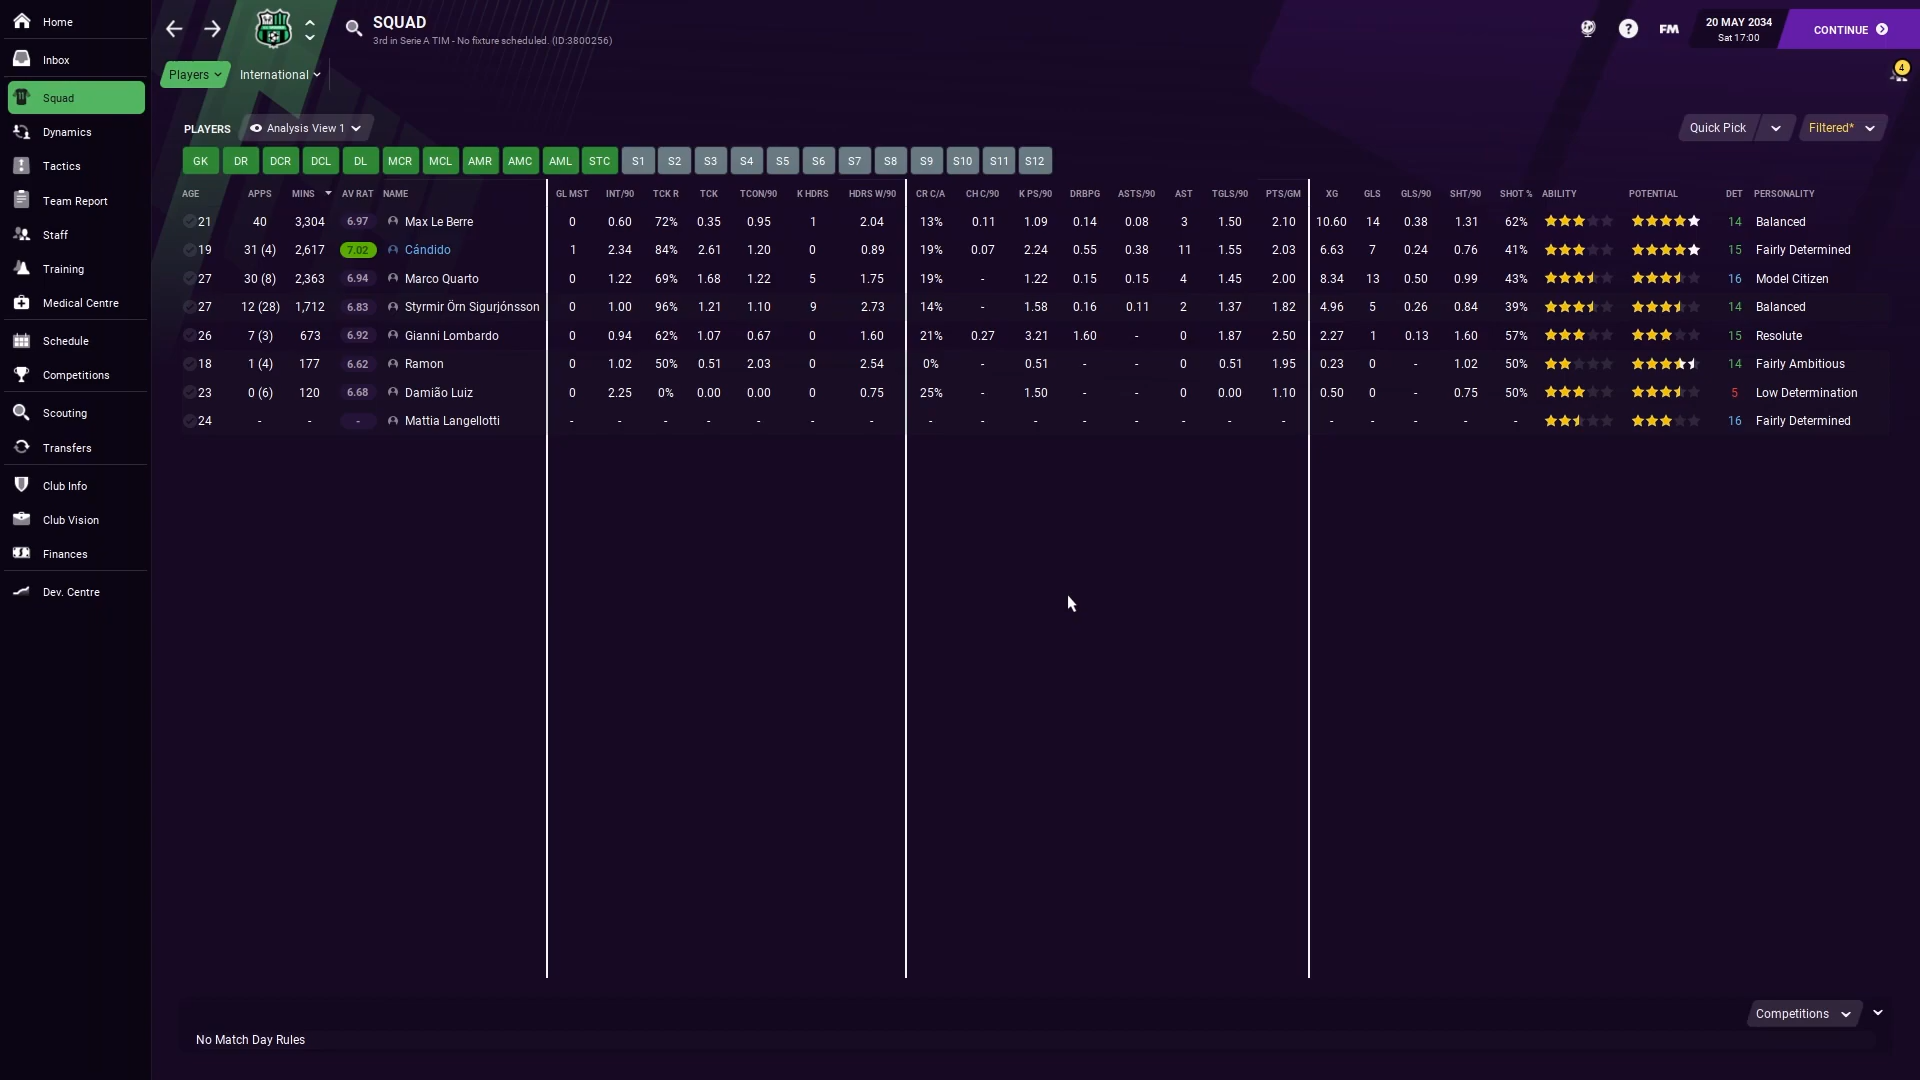 Home
Inbox
Squad
Dynamics
Tactics
Team Report
Staff
Training
Medical Centre
Schedule
Competitions
Scouting
Transfers
Club Info
Club Vision
Finances
Dev. Centre
SQUAD
3rd in Serie A TIM - No fixture scheduled. (ID:3800256)
? FM 20 MAY 2034 CONTINUE
Sat 17:00
Players International
4
PLAYERS Analysis View 1 Quick Pick Filtered*
GK DR DCR DCL DL MCR MCL AMR AMC AML STC S1 S2 S3 S4 S5 S6 S7 S8 S9 S10 S11 S12
AGE APPS MINS AV RAT NAME GL MST INT/90 TCK R TCK TCON/90 K HDRS HDRS W/90 CR C/A CH C/90 K PS/90 DRBPG ASTS/90 AST TGLS/90 PTS/GM XG GLS GLS/90 SHT/90 SHOT % ABILITY POTENTIAL DET PERSONALITY
21 40 3,304 6.97 Max Le Berre 0 0.60 72% 0.35 0.95 1 2.04 13% 0.11 1.09 0.14 0.08 3 1.50 2.10 10.60 14 0.38 1.31 62% 14 Balanced
19 31 (4) 2,617 7.02 Cándido 1 2.34 84% 2.61 1.20 0 0.89 19% 0.07 2.24 0.55 0.38 11 1.55 2.03 6.63 7 0.24 0.76 41% 15 Fairly Determined
27 30 (8) 2,363 6.94 Marco Quarto 0 1.22 69% 1.68 1.22 5 1.75 19% - 1.22 0.15 0.15 4 1.45 2.00 8.34 13 0.50 0.99 43% 16 Model Citizen
27 12 (28) 1,712 6.83 Styrmir Örn Sigurjónsson 0 1.00 96% 1.21 1.10 9 2.73 14% - 1.58 0.16 0.11 2 1.37 1.82 4.96 5 0.26 0.84 39% 14 Balanced
26 7 (3) 673 6.92 Gianni Lombardo 0 0.94 62% 1.07 0.67 0 1.60 21% 0.27 3.21 1.60 - 0 1.87 2.50 2.27 1 0.13 1.60 57% 15 Resolute
18 1 (4) 177 6.62 Ramon 0 1.02 50% 0.51 2.03 0 2.54 0% - 0.51 - - 0 0.51 1.95 0.23 0 - 1.02 50% 14 Fairly Ambitious
23 0 (6) 120 6.68 Damião Luiz 0 2.25 0% 0.00 0.00 0 0.75 25% - 1.50 - - 0 0.00 1.10 0.50 0 - 0.75 50% 5 Low Determination
24 - - - Mattia Langellotti - - - - - - - - - - - - - - - - - - - - 16 Fairly Determined
Competitions
No Match Day Rules